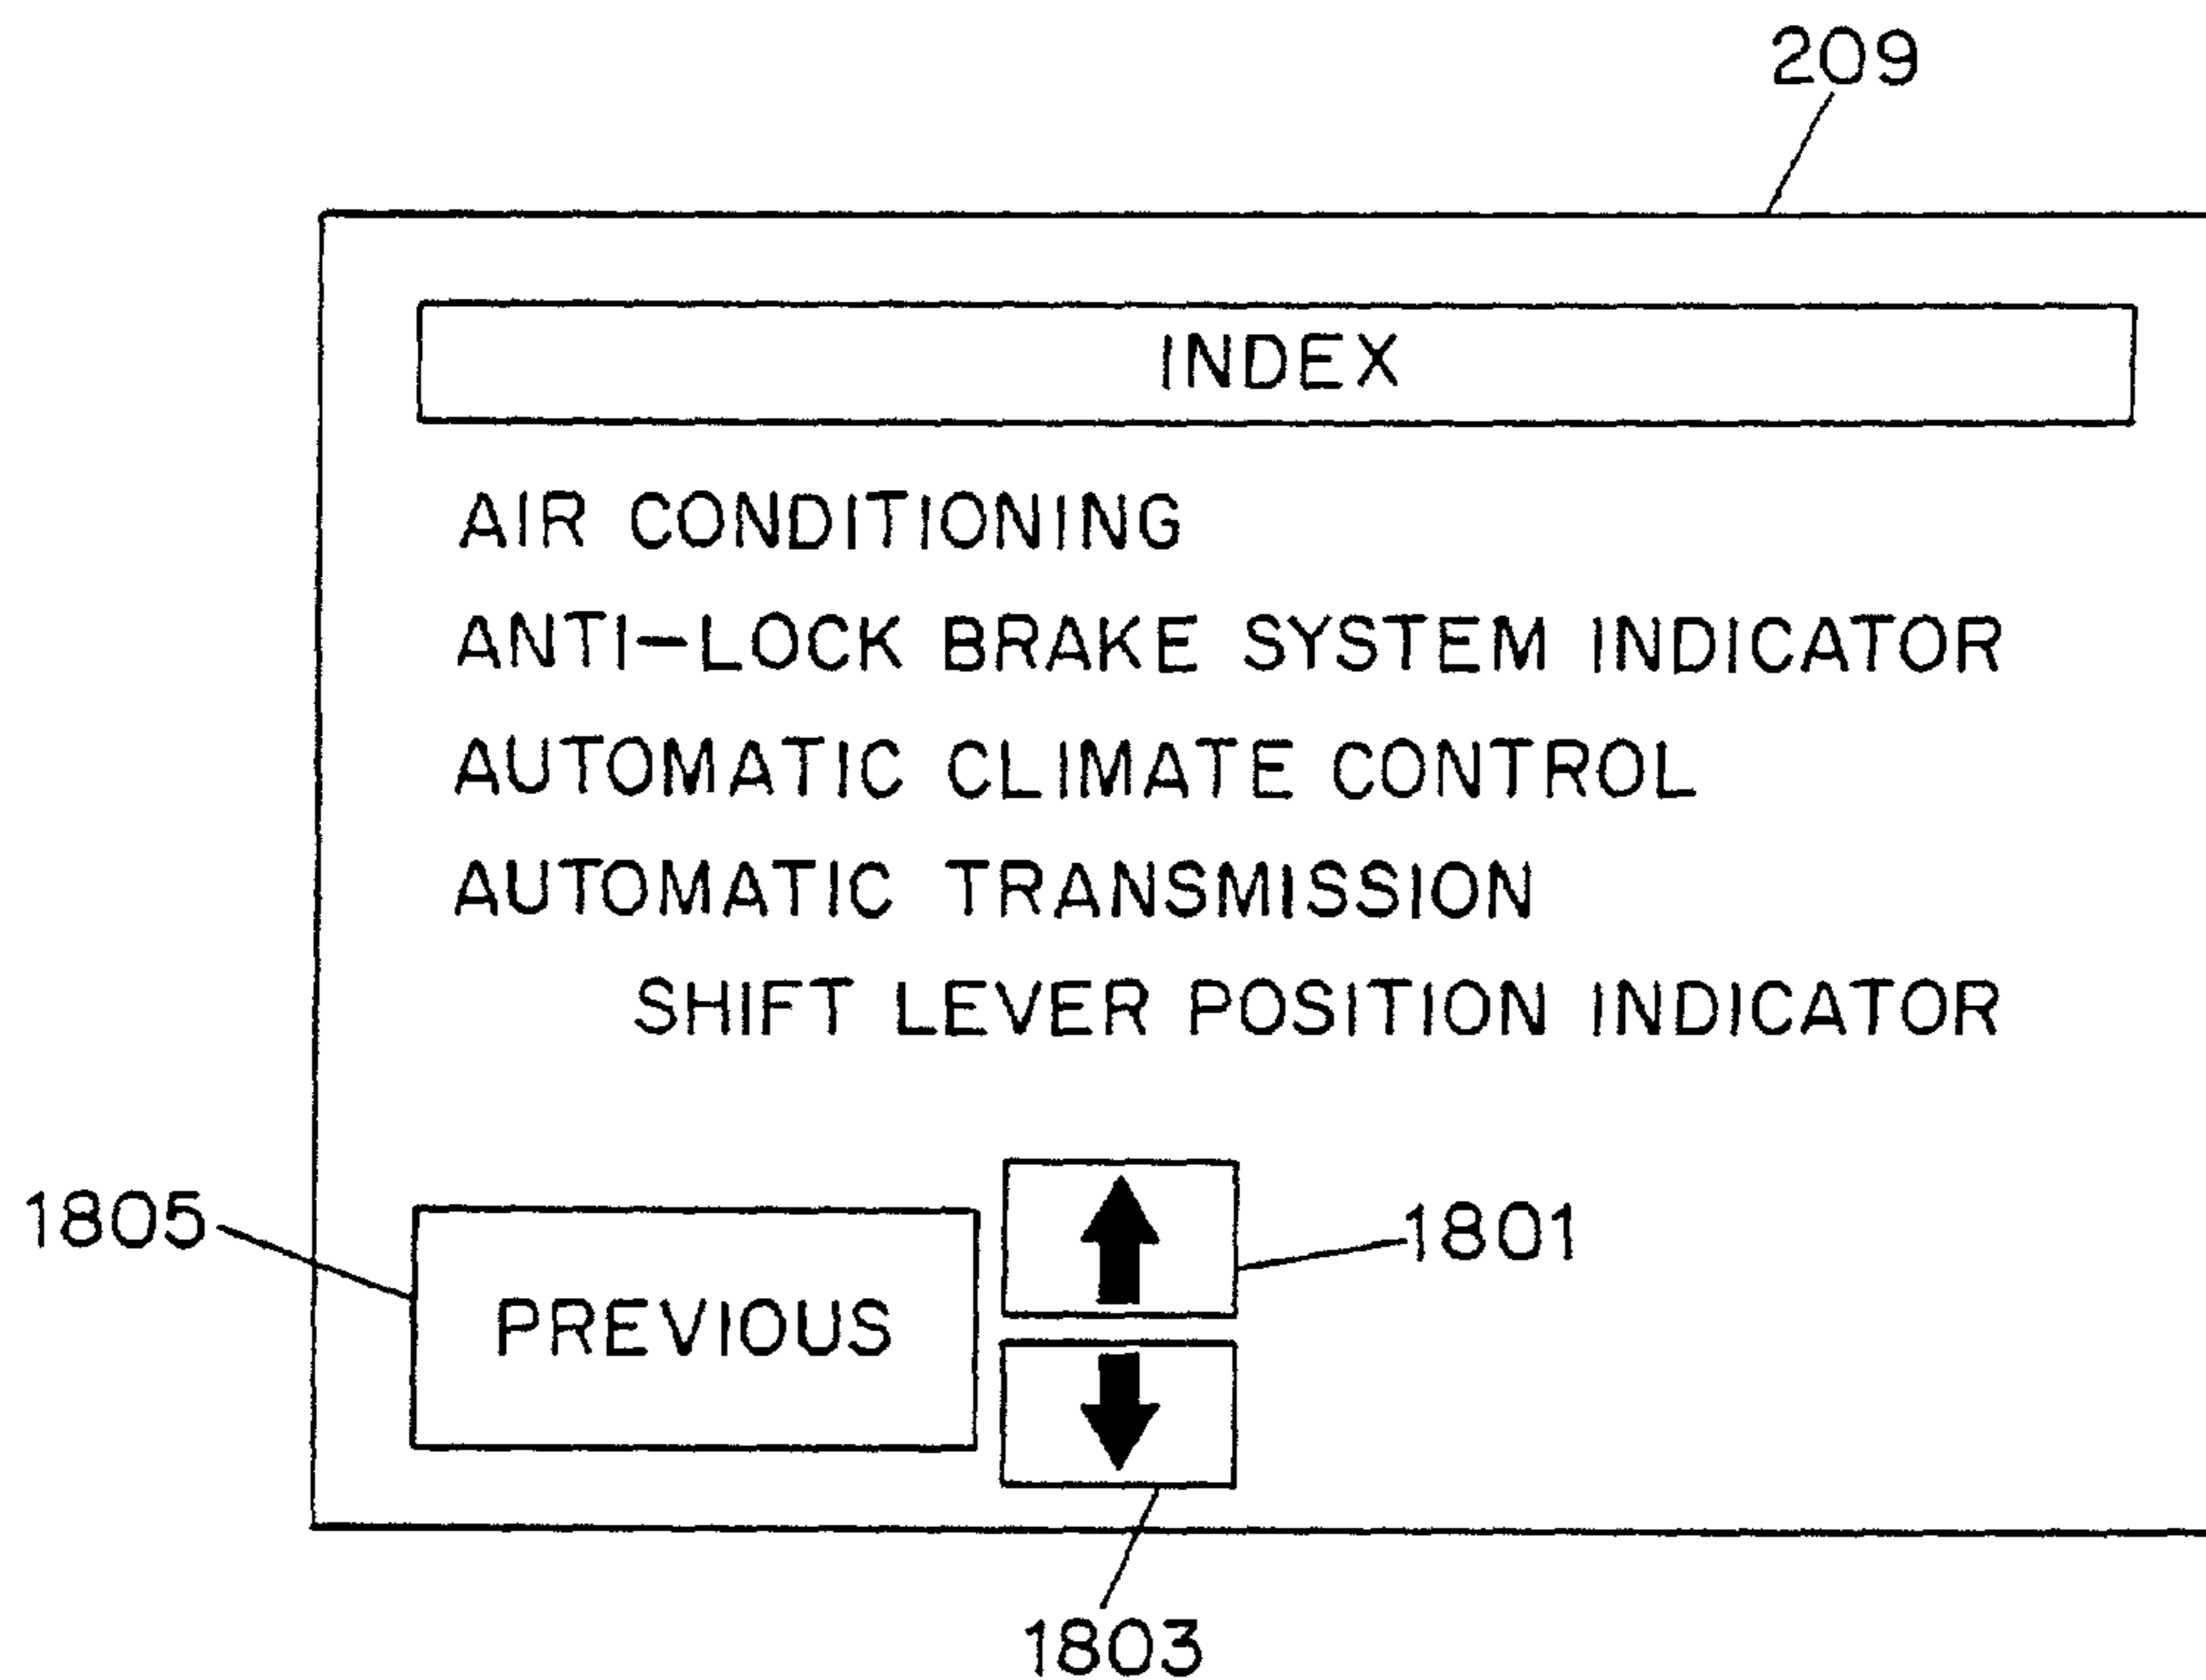 209
INDEX
AIR CONDITIONING
ANTI-LOCK BRAKE SYSTEM INDICATOR
AUTOMATIC CLIMATE CONTROL
AUTOMATIC TRANSMISSION
SHIFT LEVER POSITION INDICATOR
1805
PREVIOUS
1801
1803